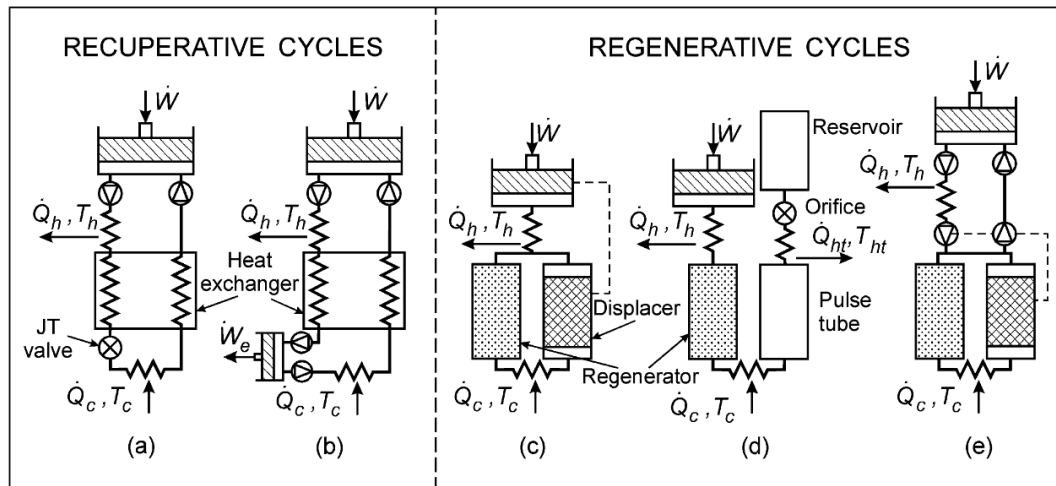 RECUPERATIVE CYCLES
Ẇ
Q̇h , Th
JT
valve
Q̇c , Tc
(a)
Ẇ
Q̇h , Th
Heat
exchanger
Ẇe
Q̇c , Tc
(b)
REGENERATIVE CYCLES
Ẇ
Q̇h , Th
Displacer
Regenerator
Q̇c , Tc
(c)
Ẇ
Reservoir
Orifice
Q̇h , Th
Q̇ht, Tht
Pulse
tube
Q̇c , Tc
(d)
Ẇ
Q̇h , Th
Q̇c , Tc
(e)